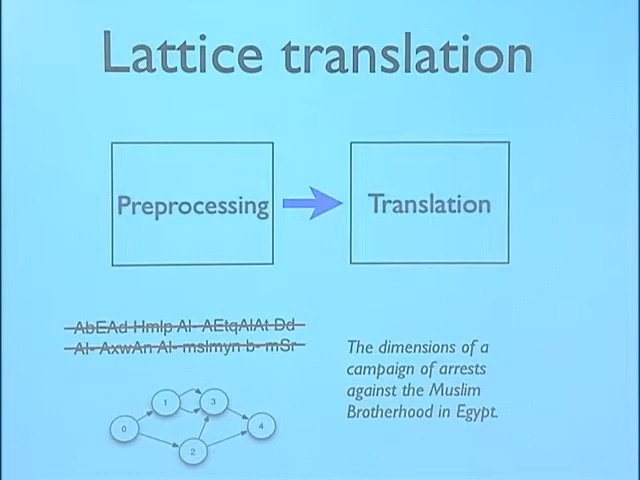 Lattice translation
Preprocessing
Translation
AbEAd Hmlp Al- AEtqAlAt Dd
Al- AxwAn Al- mslmyn b- mSr
The dimensions of a
campaign of arrests
against the Muslim
Brotherhood in Egypt.
0
1
2
3
4